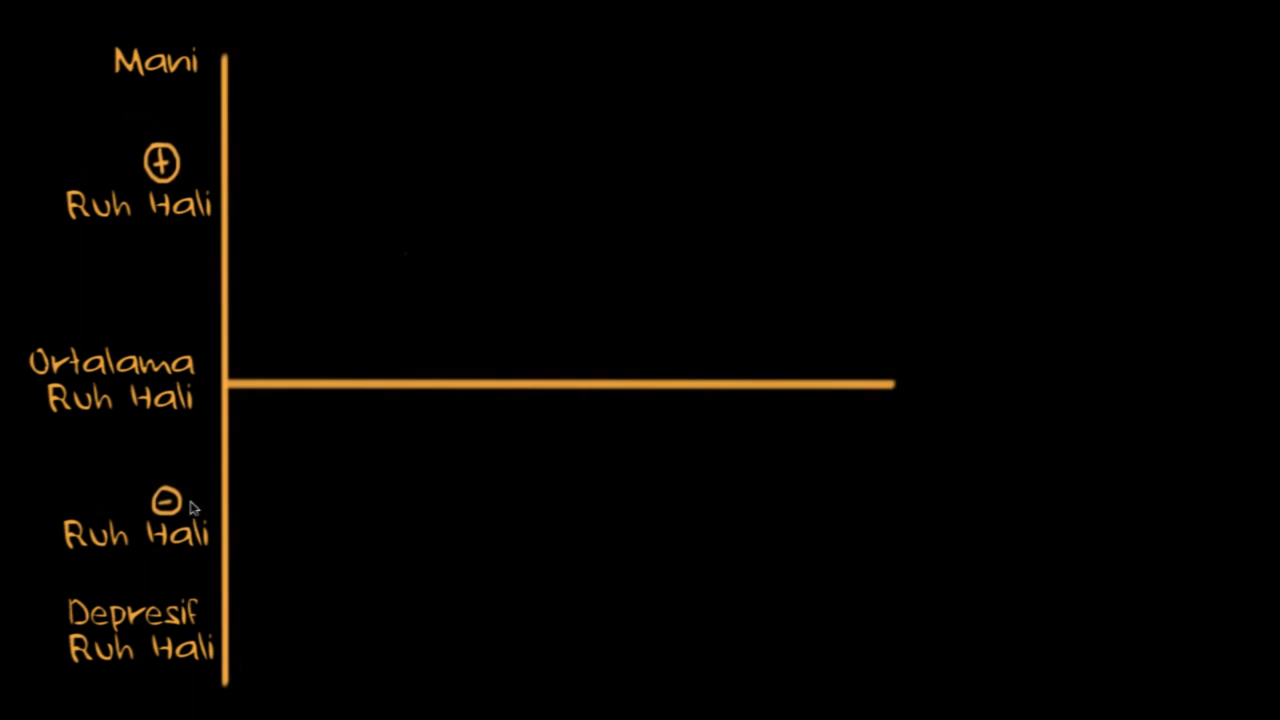 Mani
+
Ruh Hali
Ortalama
Ruh Hali
-
Ruh Hali
Depresif
Ruh Hali